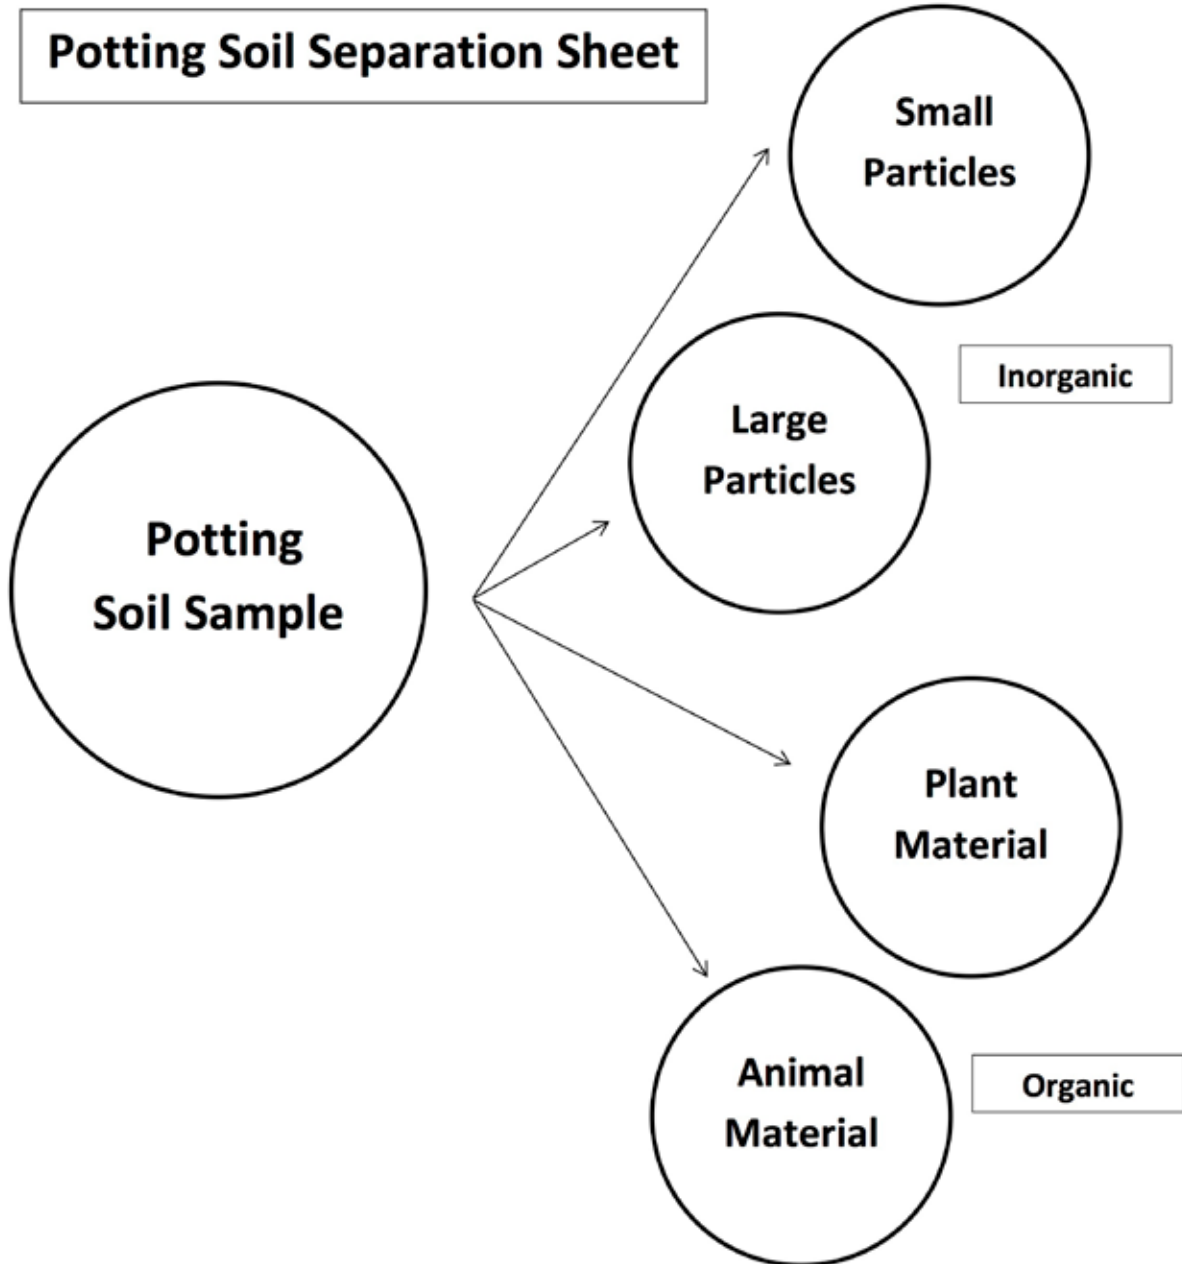 Potting Soil Separation Sheet
Small
Particles
Inorganic
Large
Particles
Potting
Soil Sample
Plant
Material
Animal
Material
Organic